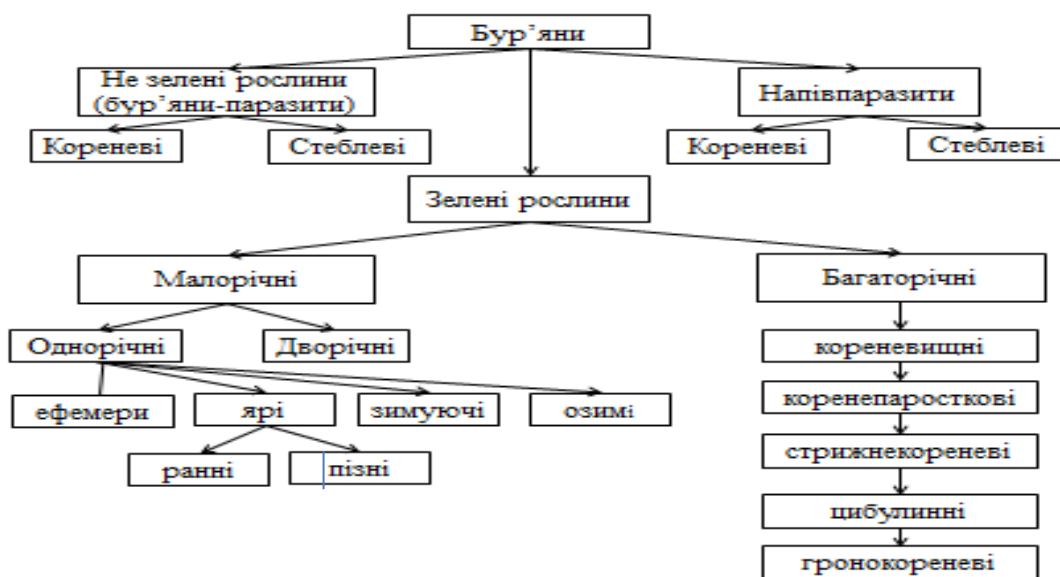 Бур’яни
Не зелені рослини
(бур’яни-паразити)
Напівпаразити
Кореневі
Стеблеві
Кореневі
Стеблеві
Зелені рослини
Малорічні
Багаторічні
Однорічні
Дворічні
кореневищні
ефемери
ярі
зимуючі
озимі
коренепаросткові
ранні
пізні
стрижнекореневі
цибулинні
гронокореневі